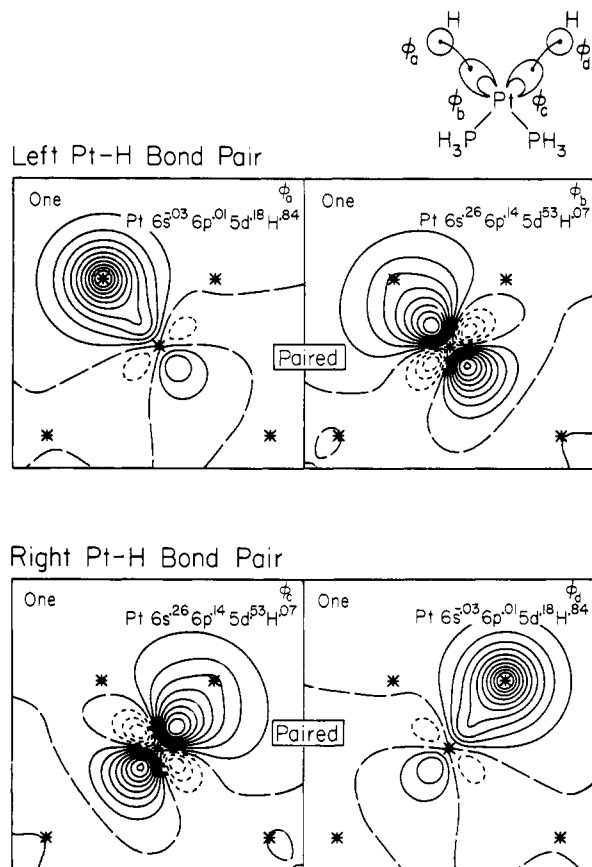 H H
ϕa ϕd
ϕb Pt ϕc
H3P PH3
Left Pt-H Bond Pair
One ϕa
Pt 6s^-.03 6p^.01 5d^.18 H^.84
One ϕb
Pt 6s^.26 6p^.14 5d^.53 H^.07
Paired
Right Pt-H Bond Pair
One ϕc
Pt 6s^.26 6p^.14 5d^.53 H^.07
One ϕd
Pt 6s^-.03 6p^.01 5d^.18 H^.84
Paired